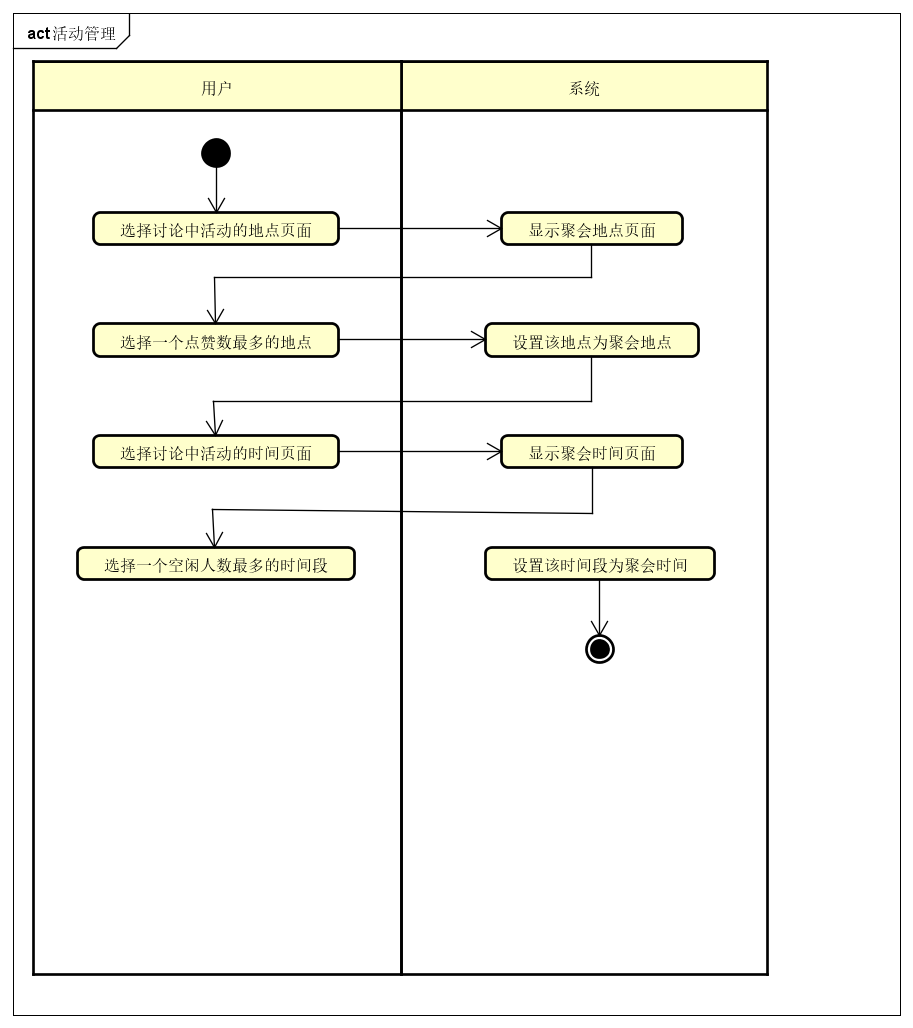 act 活动管理
用户
系统
选择讨论中活动的地点页面
显示聚会地点页面
选择一个点赞数最多的地点
设置该地点为聚会地点
选择讨论中活动的时间页面
显示聚会时间页面
选择一个空闲人数最多的时间段
设置该时间段为聚会时间